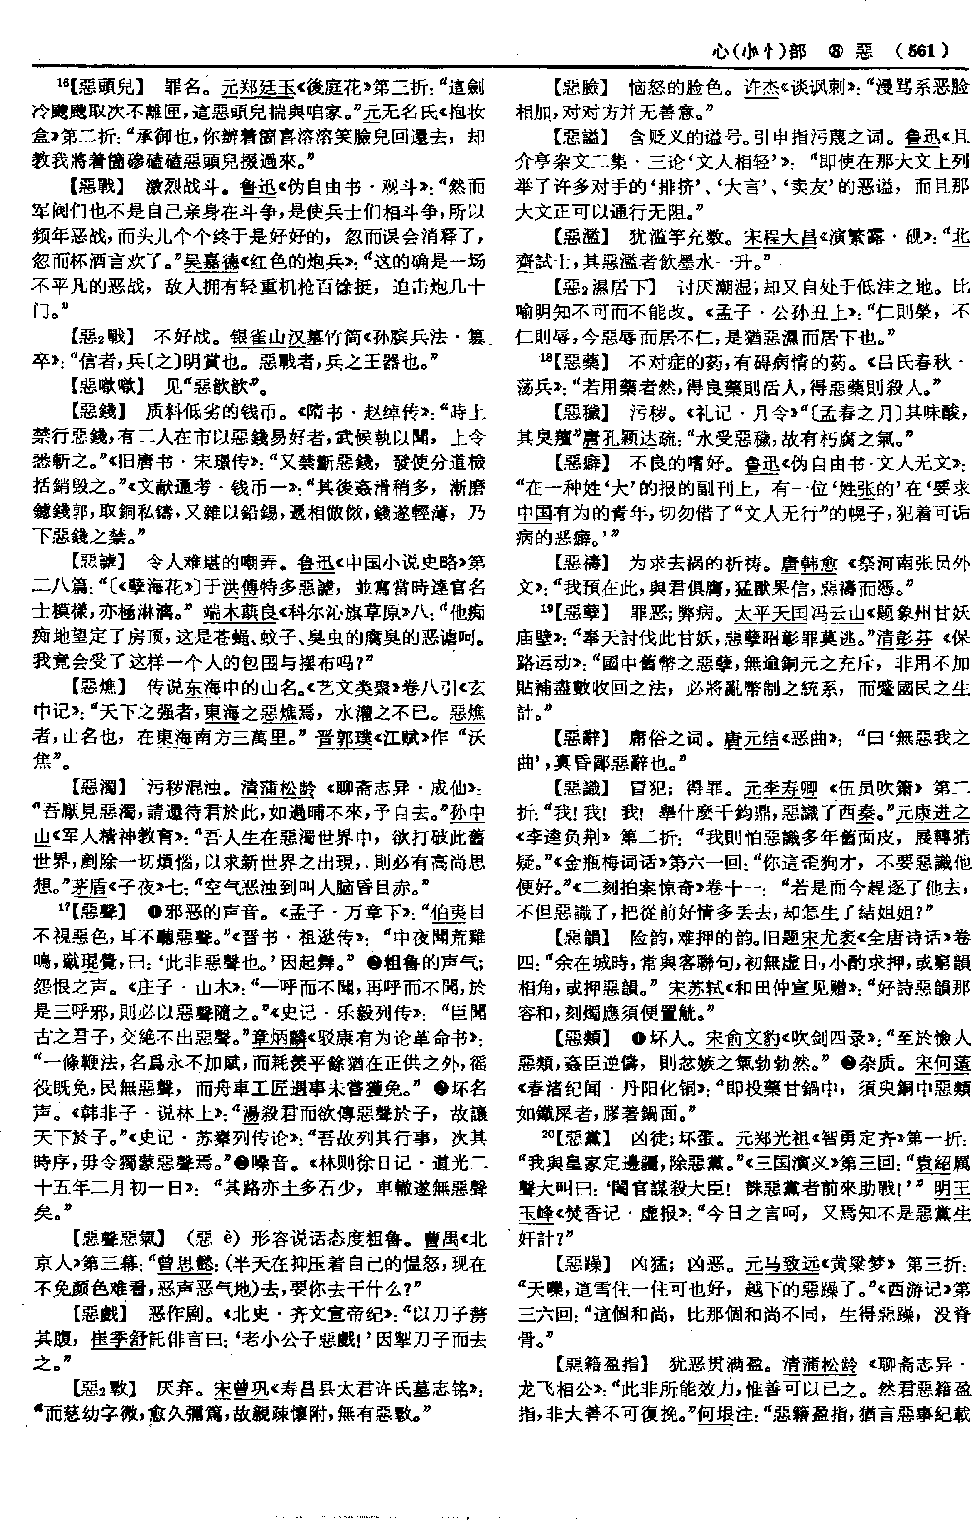 心(小忄)部 ⑧ 惡 (561)
¹⁶【惡頭兒】 罪名。元郑廷玉《後庭花》第二折：“這劍
冷颼颼取次不離匣，這惡頭兒揣與咱家。”元无名氏《抱妆
盒》第二折：“承御也，你辦着箇喜溶溶笑臉兒回還去，却
教我將着箇磣磕磕惡頭兒掇過來。”
【惡戰】 激烈战斗。鲁迅《伪自由书·观斗》：“然而
军阀们也不是自己亲身在斗争，是使兵士们相斗争，所以
频年恶战，而头儿个个终于是好好的，忽而误会消释了，
忽而杯酒言欢了。”吴嘉德《红色的炮兵》：“这的确是一场
不平凡的恶战，敌人拥有轻重机枪百馀挺，迫击炮几十
门。”
【惡₂戰】 不好战。银雀山汉墓竹简《孙膑兵法·篡
卒》：“信者，兵〔之〕明賞也。惡戰者，兵之王器也。”
【惡噷噷】 见“惡歆歆”。
【惡錢】 质料低劣的钱币。《隋书·赵绰传》：“時上
禁行惡錢，有二人在市以惡錢易好者，武候執以聞，上令
悉斬之。”《旧唐书·宋璟传》：“又禁斷惡錢，發使分道檢
括銷毁之。”《文献通考·钱币一》：“其後姦滑稍多，漸磨
鑢錢郭，取銅私鑄，又雜以鉛錫，遞相倣傚，錢遂輕薄，乃
下惡錢之禁。”
【惡謔】 令人难堪的嘲弄。鲁迅《中国小说史略》第
二八篇：“〔《孽海花》〕于洪傅特多惡謔，並寫當時達官名
士模樣，亦極淋漓。” 端木蕻良《科尔沁旗草原》八：“他痴
痴地望定了房顶，这是苍蝇、蚊子、臭虫的腐臭的恶谑呵。
我竟会受了这样一个人的包围与摆布吗？”
【惡燋】 传说东海中的山名。《艺文类聚》卷八引《玄
中记》：“天下之强者，東海之惡燋焉，水灌之不已。惡燋
者，山名也，在東海南方三萬里。”晋郭璞《江赋》作“沃
焦”。
【惡濁】 污秽混浊。清蒲松龄《聊斋志异·成仙》：
“吾厭見惡濁，請還待君於此，如過晡不來，予自去。”孙中
山《军人精神教育》：“吾人生在惡濁世界中，欲打破此舊
世界，剷除一切煩惱，以求新世界之出現，則必有高尚思
想。”茅盾《子夜》七：“空气恶浊到叫人脑昏目赤。”
¹⁷【惡聲】 ❶邪恶的声音。《孟子·万章下》：“伯夷目
不視惡色，耳不聽惡聲。”《晋书·祖逖传》：“中夜聞荒雞
鳴，蹴琨覺，曰：‘此非惡聲也。’因起舞。” ❷粗鲁的声气；
怨恨之声。《庄子·山木》：“一呼而不聞，再呼而不聞，於
是三呼邪，則必以惡聲隨之。”《史记·乐毅列传》：“臣聞
古之君子，交絶不出惡聲。”章炳麟《驳康有为论革命书》：
“一條鞭法，名爲永不加賦，而耗羨平餘猶在正供之外，徭
役既免，民無惡聲，而舟車工匠遇事未嘗獲免。” ❸坏名
声。《韩非子·说林上》：“湯殺君而欲傳惡聲於子，故讓
天下於子。”《史记·苏秦列传论》：“吾故列其行事，次其
時序，毋令獨蒙惡聲焉。”❹噪音。《林则徐日记·道光二
十五年二月初一日》：“其路亦土多石少，車轍遂無惡聲
矣。”
【惡聲惡氣】 （惡 è）形容说话态度粗鲁。曹禺《北
京人》第三幕：“曾思懿：（半天在抑压着自己的愠怒，现在
不免颜色难看，恶声恶气地）去，要你去干什么？”
【惡戲】 恶作剧。《北史·齐文宣帝纪》：“以刀子剺
其腹，崔季舒託俳言曰：‘老小公子惡戲！’因掣刀子而去
之。”
【惡₂斁】 厌弃。宋曾巩《寿昌县太君许氏墓志铭》：
“而慈幼字微，愈久彌篤，故親疎懷附，無有惡斁。”
【惡臉】 恼怒的脸色。许杰《谈讽刺》：“漫骂系恶脸
相加，对对方并无善意。”
【惡謚】 含贬义的谥号。引申指污蔑之词。鲁迅《且
介亭杂文二集·三论‘文人相轻’》：“即使在那大文上列
举了许多对手的‘排挤’、‘大言’、‘卖友’的恶谥，而且那
大文正可以通行无阻。”
【惡濫】 犹滥竽充数。宋程大昌《演繁露·砚》：“北
齊試士，其惡濫者飲墨水一升。”
【惡₂濕居下】 讨厌潮湿；却又自处于低洼之地。比
喻明知不可而不能改。《孟子·公孙丑上》：“仁則榮，不
仁則辱，今惡辱而居不仁，是猶惡濕而居下也。”
¹⁸【惡藥】 不对症的药，有碍病情的药。《吕氏春秋·
荡兵》：“若用藥者然，得良藥則活人，得惡藥則殺人。”
【惡穢】 污秽。《礼记·月令》“〔孟春之月〕其味酸，
其臭羶”唐孔颖达疏：“水受惡穢，故有朽腐之氣。”
【惡癖】 不良的嗜好。鲁迅《伪自由书·文人无文》：
“在一种姓‘大’的报的副刊上，有一位‘姓张的’在‘要求
中国有为的青年，切勿借了“文人无行”的幌子，犯着可诟
病的恶癖。’”
【惡禱】 为求去祸的祈祷。唐韩愈《祭河南张员外
文》：“我預在此，與君俱膺，猛獸果信，惡禱而憑。”
¹⁹【惡孽】 罪恶；弊病。太平天囯冯云山《题象州甘妖
庙壁》：“奉天討伐此甘妖，惡孽昭彰罪莫逃。”清彭芬《保
路运动》：“國中舊幣之惡孽，無逾銅元之充斥，非用不加
貼補盡數收回之法，必將亂幣制之統系，而蹙國民之生
計。”
【惡辭】 庸俗之词。唐元结《恶曲》：“曰‘無惡我之
曲’，真昏鄙惡辭也。”
【惡識】 冒犯；得罪。元李寿卿《伍员吹箫》第二
折：“我！我！我！舉什麽千鈞鼎，惡識了西秦。”元康进之
《李逵负荆》第二折：“我則怕惡識多年舊面皮，展轉猜
疑。”《金瓶梅词话》第六一回：“你這歪狗才，不要惡識他
便好。”《二刻拍案惊奇》卷十一：“若是而今趕逐了他去，
不但惡識了，把從前好情多丢去，却怎生了結姐姐？”
【惡韻】 险韵，难押的韵。旧题宋尤袤《全唐诗话》卷
四：“余在城時，常與客聯句，初無虚日，小酌求押，或窮韻
相角，或押惡韻。” 宋苏轼《和田仲宣见赠》：“好詩惡韻那
容和，刻燭應須便置觥。”
【惡類】 ❶坏人。宋俞文豹《吹剑四录》：“至於憸人
惡類，姦臣逆儔，則忿嫉之氣勃勃然。” ❷杂质。宋何薳
《春渚纪闻·丹阳化铜》：“即投藥甘鍋中，須臾銅中惡類
如鐵屎者，膠著鍋面。”
²⁰【惡黨】 凶徒；坏蛋。元郑光祖《智勇定齐》第一折：
“我與皇家定邊疆，除惡黨。”《三国演义》第三回：“袁紹厲
聲大叫曰：‘閹官謀殺大臣！誅惡黨者前來助戰！’”明王
玉峰《焚香记·虚报》：“今日之言呵，又焉知不是惡黨生
奸計？”
【惡躁】 凶猛；凶恶。元马致远《黄粱梦》第三折：
“天噤，這雪住一住可也好，越下的惡躁了。”《西游记》第
三六回：“這個和尚，比那個和尚不同，生得惡躁，没脊
骨。”
【惡籍盈指】 犹恶贯满盈。清蒲松龄《聊斋志异·
龙飞相公》：“此非所能效力，惟善可以已之。然君惡籍盈
指，非大善不可復挽。”何垠注：“惡籍盈指，猶言惡事紀載